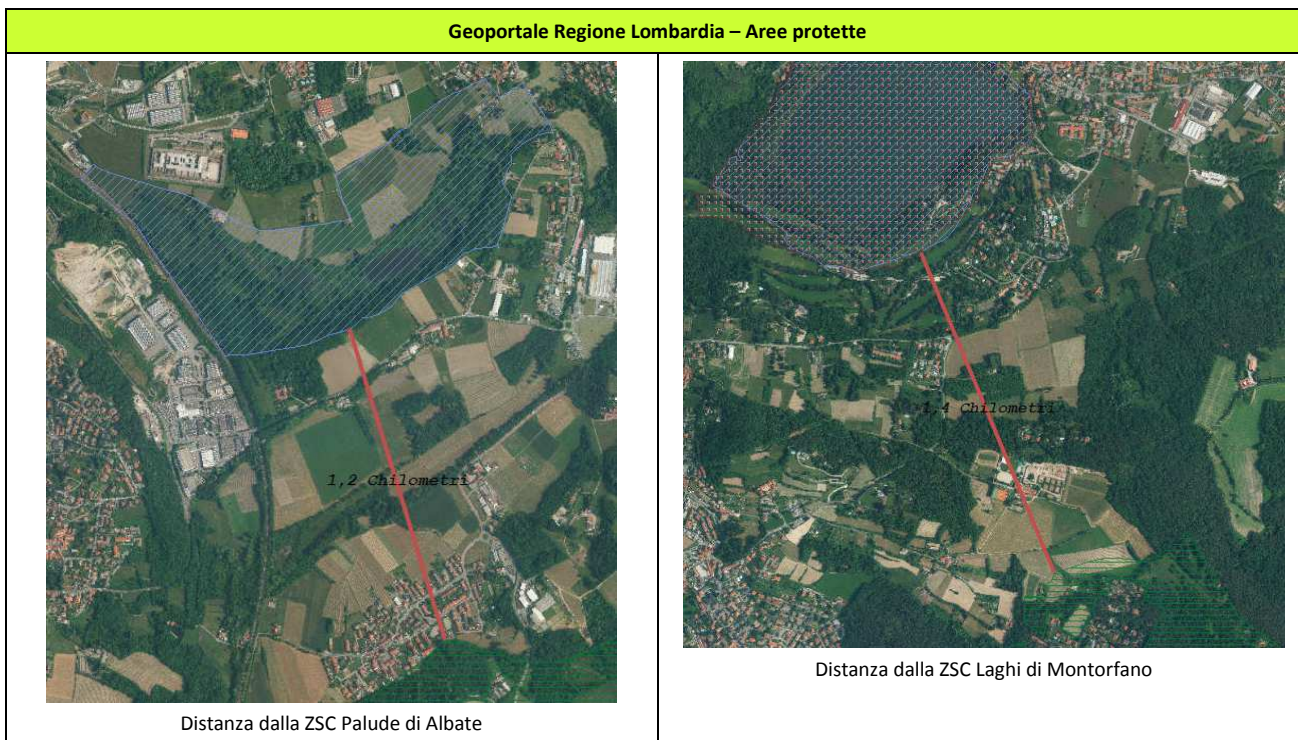 Geoportale Regione Lombardia – Aree protette
1,2 Chilometri
Distanza dalla ZSC Palude di Albate
1,4 Chilometri
Distanza dalla ZSC Laghi di Montorfano